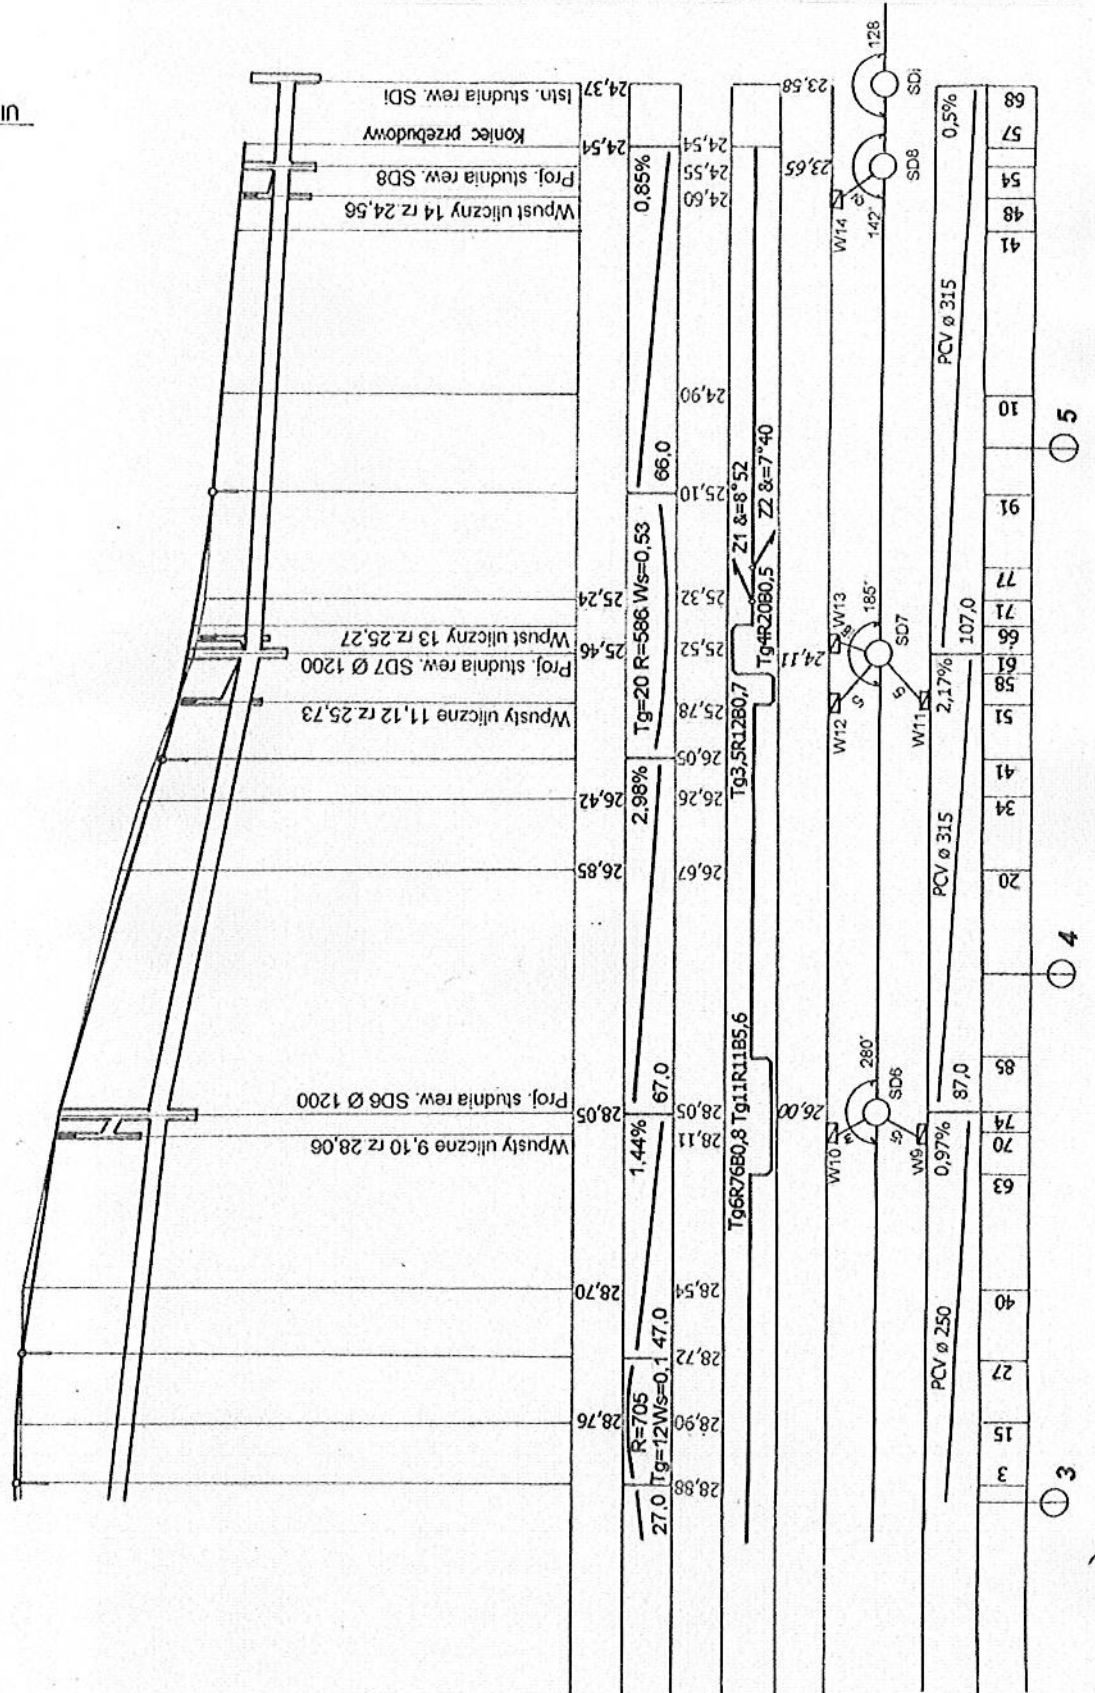 Istn. studnia rew. SDi
Koniec przebudowy
Proj. studnia rew. SD8
Wpust uliczny 14 rz.24,56
Wpust uliczny 13 rz.25,27
Proj. studnia rew. SD7 Ø 1200
Wpusty uliczne 11,12 rz.25,73
Proj. studnia rew. SD6 Ø 1200
Wpusty uliczne 9,10 rz 28,06
24,37
24,54
25,24
25,46
26,42
26,85
28,05
28,70
28,76
0,85%
66,0
Tg=20 R=586 Ws=0,53
2,98%
67,0
1,44%
47,0
R=705
Tg=12Ws=0,1
27,0
24,54
24,55
24,60
24,90
25,10
25,32
25,52
25,78
26,05
26,26
26,67
28,05
28,11
28,54
28,72
28,90
28,88
Z1 &=8°52
Z2 &=7°40
Tg4R20B0,5
Tg3,5R12B0,7
Tg11R11B5,6
Tg6R76B0,8
23,58
23,65
24,11
26,00
128
SDi
SD8
W14
142°
W13
185°
SD7
W12
W11
280°
SD6
W10
W9
0,5%
PCV ø 315
107,0
2,17%
PCV ø 315
87,0
0,97%
PCV ø 250
68
57
54
48
41
10
91
77
71
66
61
58
51
41
34
20
85
74
70
63
40
27
15
3
5
4
3